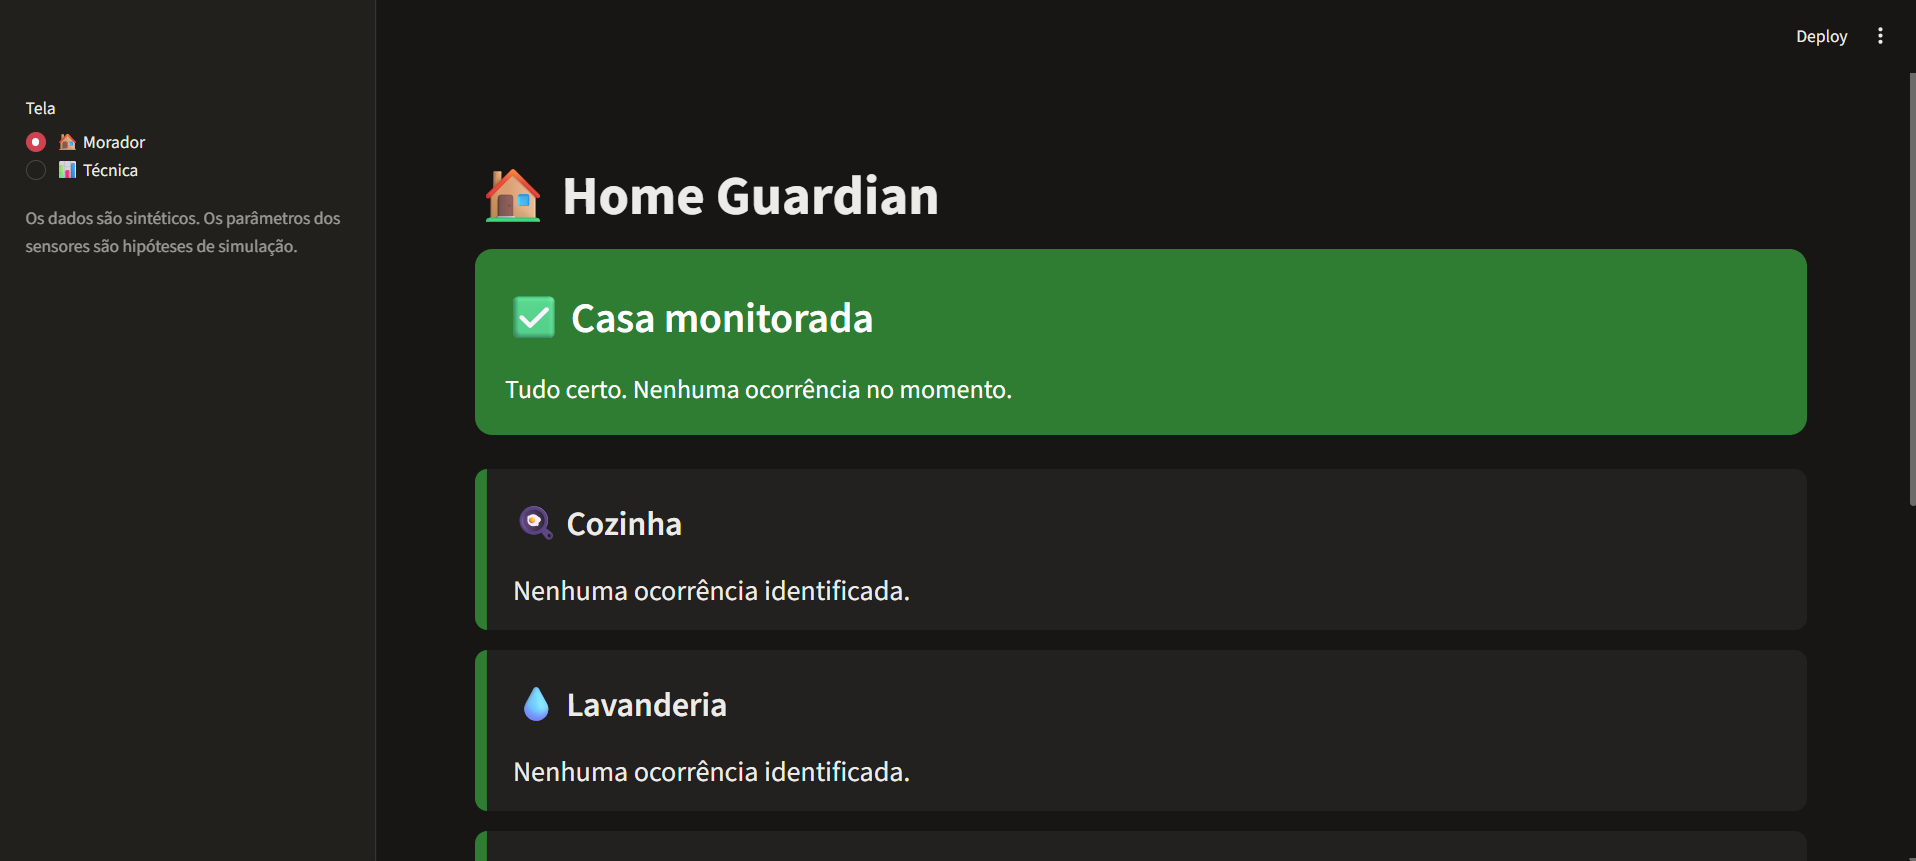 Deploy
Tela
Morador
Técnica
Os dados são sintéticos. Os parâmetros dos
sensores são hipóteses de simulação.
Home Guardian
Casa monitorada
Tudo certo. Nenhuma ocorrência no momento.
Cozinha
Nenhuma ocorrência identificada.
Lavanderia
Nenhuma ocorrência identificada.